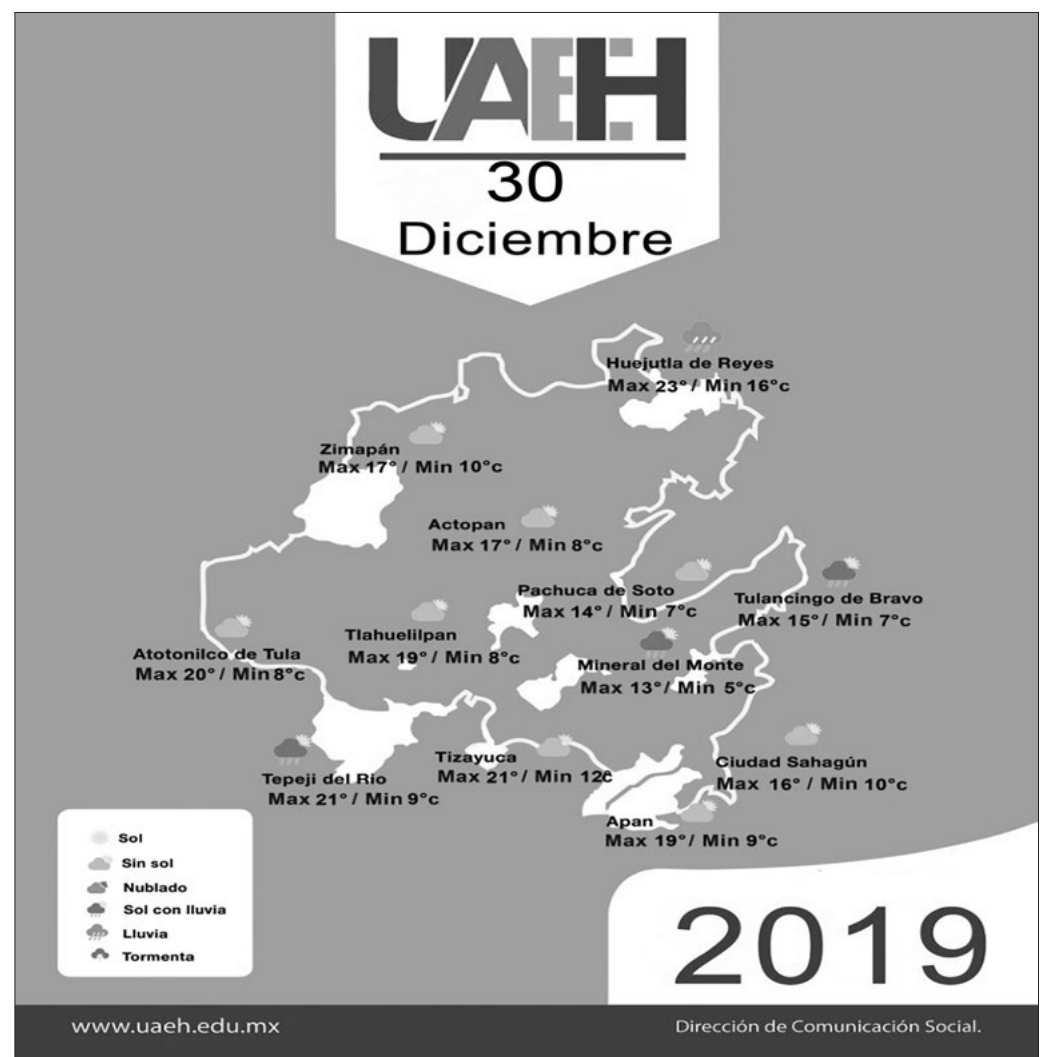 UAEH
30
Diciembre
Huejutla de Reyes
Max 23° / Min 16°c
Zimapán
Max 17° / Min 10°c
Actopan
Max 17° / Min 8°c
Pachuca de Soto
Max 14° / Min 7°c
Tulancingo de Bravo
Max 15° / Min 7°c
Tlahuelilpan
Max 19° / Min 8°c
Atotonilco de Tula
Max 20° / Min 8°c
Mineral del Monte
Max 13° / Min 5°c
Tizayuca
Max 21° / Min 12c
Ciudad Sahagún
Max 16° / Min 10°c
Tepeji del Rio
Max 21° / Min 9°c
Apan
Max 19°/ Min 9°c
Sol
Sin sol
Nublado
Sol con lluvia
Lluvia
Tormenta
2019
www.uaeh.edu.mx
Dirección de Comunicación Social.